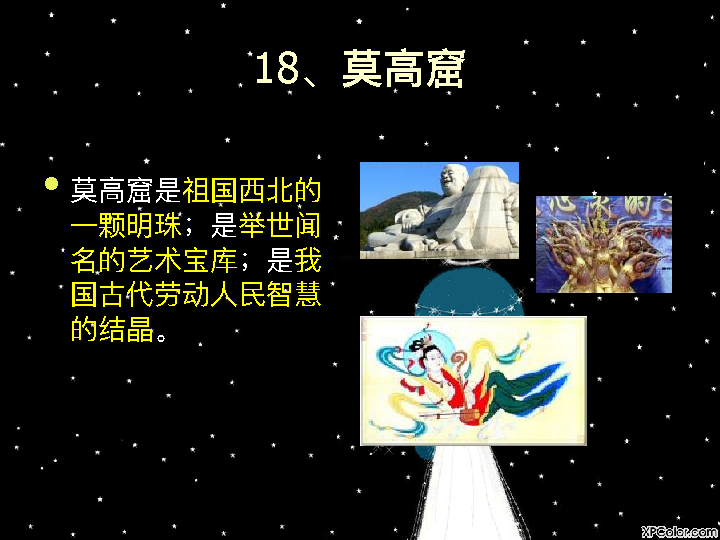 18、莫高窟
莫高窟是祖国西北的
一颗明珠；是举世闻
名的艺术宝库；是我
国古代劳动人民智慧
的结晶。
XPColor.com